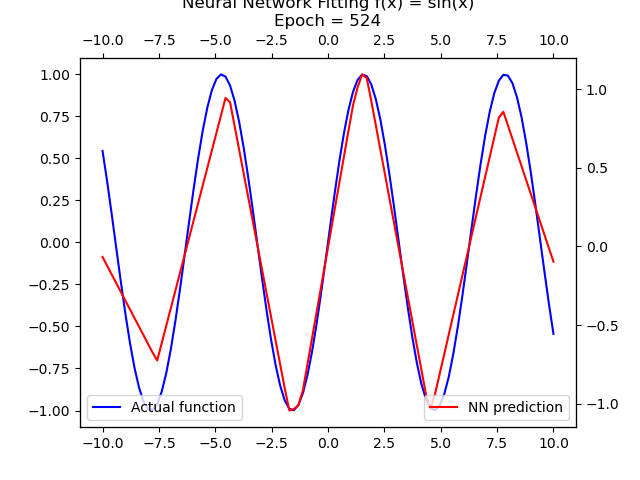 Neural Network Fitting f(x) = sin(x)
Epoch = 524
−10.0 −7.5 −5.0 −2.5 0.0 2.5 5.0 7.5 10.0
1.00
0.75
0.50
0.25
0.00
−0.25
−0.50
−0.75
−1.00
1.0
0.5
0.0
−0.5
−1.0
Actual function
NN prediction
−10.0 −7.5 −5.0 −2.5 0.0 2.5 5.0 7.5 10.0